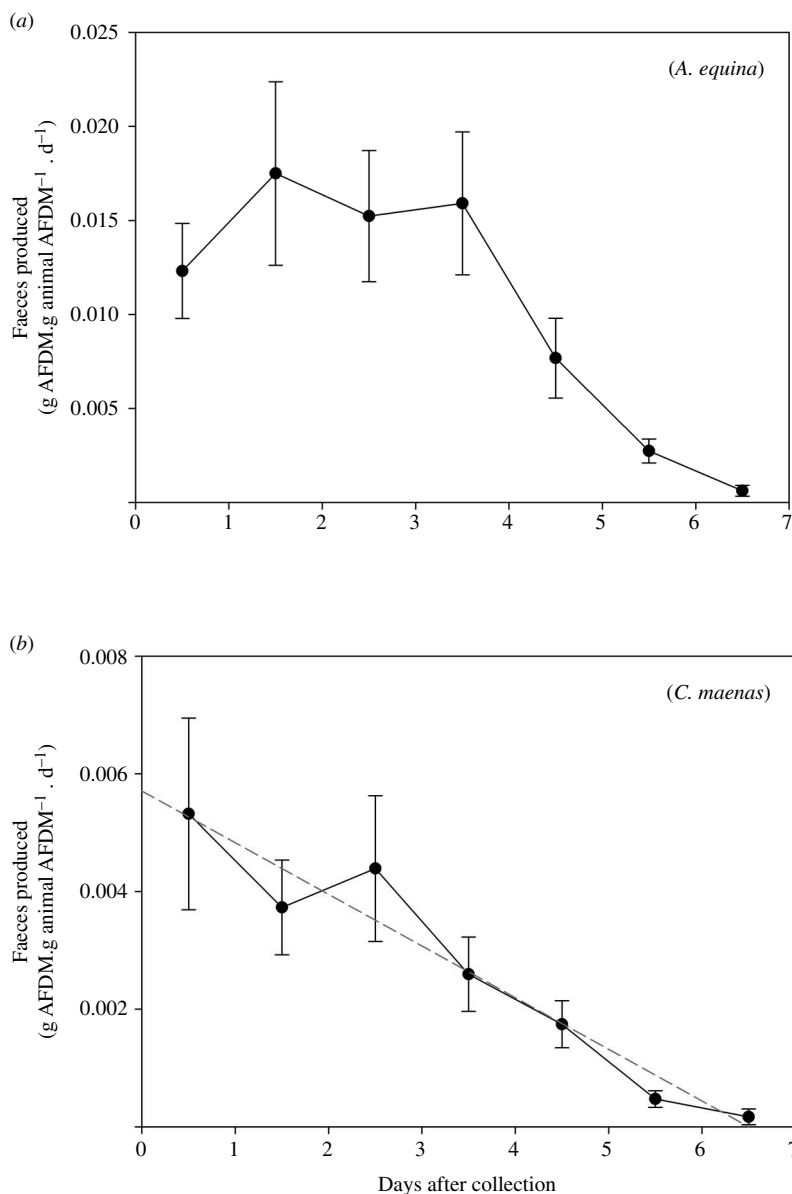 (a)
0.025
0.020
0.015
0.010
0.005
Faeces produced
(g AFDM.g animal AFDM⁻¹ . d⁻¹)
(A. equina)
0 1 2 3 4 5 6 7
(b)
0.008
0.006
0.004
0.002
Faeces produced
(g AFDM.g animal AFDM⁻¹ . d⁻¹)
(C. maenas)
0 1 2 3 4 5 6 7
Days after collection